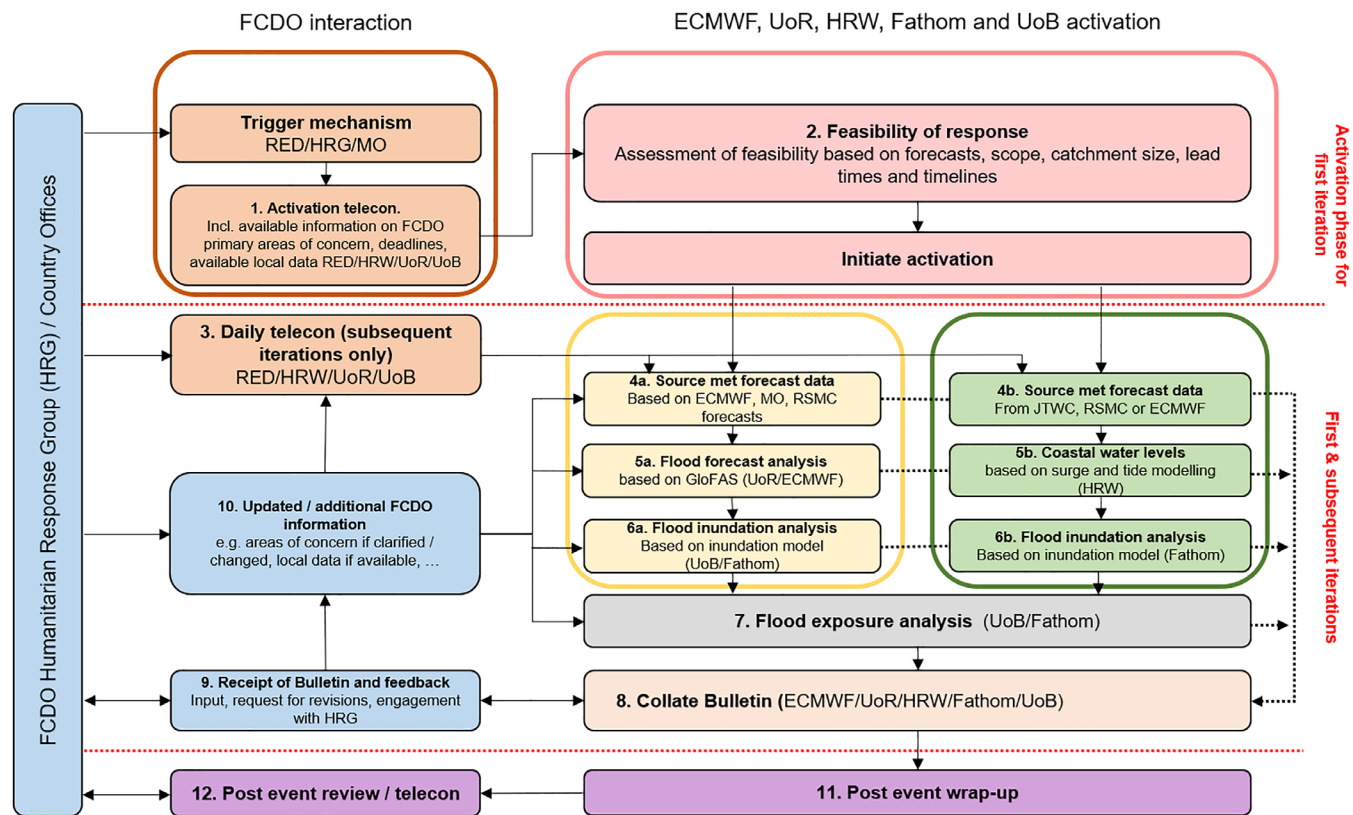 FCDO interaction
ECMWF, UoR, HRW, Fathom and UoB activation
FCDO Humanitarian Response Group (HRG) / Country Offices
Trigger mechanism
RED/HRG/MO
1. Activation telecon.
Incl. available information on FCDO
primary areas of concern, deadlines,
available local data RED/HRW/UoR/UoB
2. Feasibility of response
Assessment of feasibility based on forecasts, scope, catchment size, lead
times and timelines
Initiate activation
Activation phase for
first iteration
3. Daily telecon (subsequent
iterations only)
RED/HRW/UoR/UoB
4a. Source met forecast data
Based on ECMWF, MO, RSMC
forecasts
4b. Source met forecast data
From JTWC, RSMC or ECMWF
5a. Flood forecast analysis
based on GloFAS (UoR/ECMWF)
5b. Coastal water levels
based on surge and tide modelling
(HRW)
10. Updated / additional FCDO
information
e.g. areas of concern if clarified /
changed, local data if available, …
6a. Flood inundation analysis
Based on inundation model
(UoB/Fathom)
6b. Flood inundation analysis
Based on inundation model (Fathom)
7. Flood exposure analysis (UoB/Fathom)
9. Receipt of Bulletin and feedback
Input, request for revisions, engagement
with HRG
8. Collate Bulletin (ECMWF/UoR/HRW/Fathom/UoB)
First & subsequent iterations
12. Post event review / telecon
11. Post event wrap-up